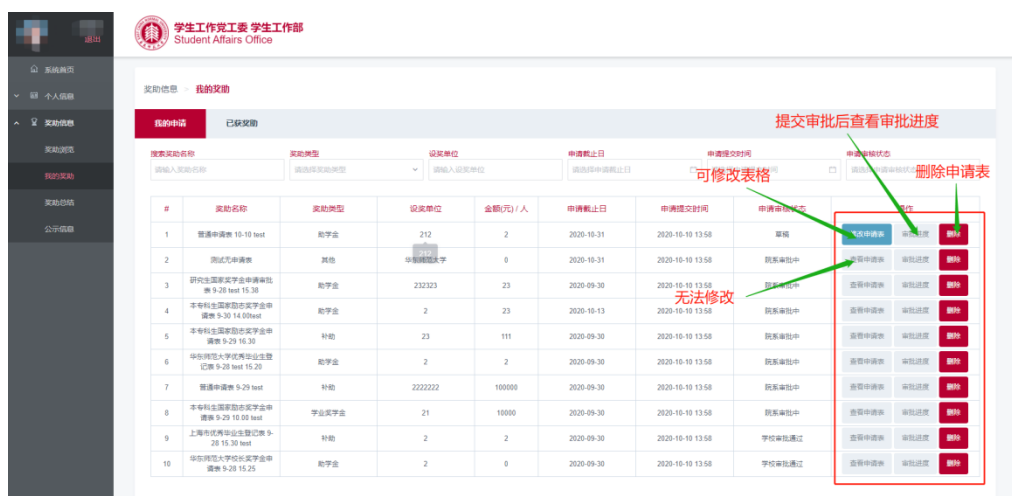 退出
学生工作党工委 学生工作部
Student Affairs Office
系统首页
个人信息
奖助信息
奖助浏览
我的奖助
奖助总结
公示信息
奖助信息 > 我的奖助
我的申请 已获奖助
提交审批后查看审批进度
搜索奖助名称 奖助类型 设奖单位 申请截止日 申请提交时间 申请审核状态
请输入奖助名称 请选择奖助类型 请输入设奖单位 请选择申请截止日
可修改表格
删除申请表
# 奖助名称 奖助类型 设奖单位 金额(元) / 人 申请截止日 申请提交时间 申请审核状态 操作
1 普通申请表 10-10 test 助学金 212 2 2020-10-31 2020-10-10 13:58 草稿 修改申请表 审批进度 删除
212
2 测试无申请表 其他 华东师范大学 0 2020-10-31 2020-10-10 13:58 院系审批中 查看申请表 审批进度 删除
3 研究生国家奖学金申请审批
表 9-28 test 15.38 助学金 232323 23 2020-10-31 2020-10-10 13:58 院系审批中 查看申请表 审批进度 删除
无法修改
4 本专科生国家励志奖学金申
请表 9-30 14.00test 助学金 2 23 2020-10-13 2020-10-10 13:58 院系审批中 查看申请表 审批进度 删除
5 本专科生国家励志奖学金申
请表 9-29 16.30 补助 23 111 2020-09-30 2020-10-10 13:58 院系审批中 查看申请表 审批进度 删除
6 华东师范大学优秀毕业生登
记表 9-28 test 15.20 助学金 2 2 2020-09-30 2020-10-10 13:58 院系审批中 查看申请表 审批进度 删除
7 普通申请表 9-29 test 补助 2222222 100000 2020-09-30 2020-10-10 13:58 院系审批中 查看申请表 审批进度 删除
8 本专科生国家励志奖学金申
请表 9-29 10.00 test 学业奖学金 21 10000 2020-09-30 2020-10-10 13:58 院系审批中 查看申请表 审批进度 删除
9 上海市优秀毕业生登记表 9-
28 15.30 test 补助 2 2 2020-09-30 2020-10-10 13:58 学校审批通过 查看申请表 审批进度 删除
10 华东师范大学校长奖学金申
请表 9-28 15.25 助学金 2 0 2020-09-30 2020-10-10 13:58 学校审批通过 查看申请表 审批进度 删除